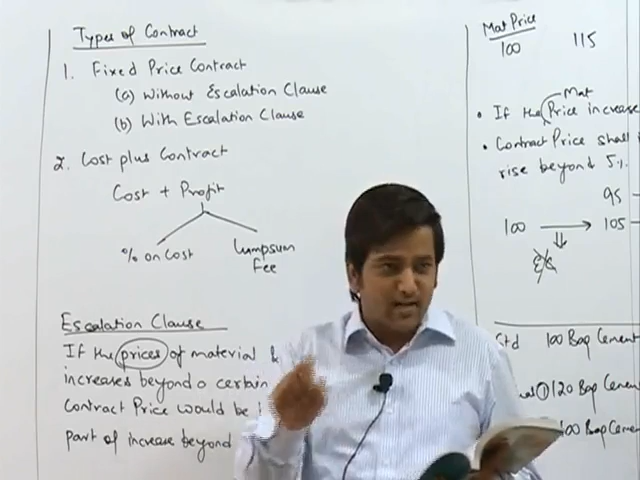 Types of Contract
1. Fixed Price Contract
(a) Without Escalation Clause
(b) With Escalation Clause
2. Cost plus Contract
Cost + Profit
% on Cost
Lumpsum Fee
Escalation Clause
If the prices of material &
increases beyond a certain
Contract Price would be
part of increase beyond
Mat Price
100 115
Mat
• If the Price increase
• Contract Price shall
rise beyond 5%
95
100 → 105
Std 100 Bag Cement
① 120 Bag Cement
100 Bag Cement